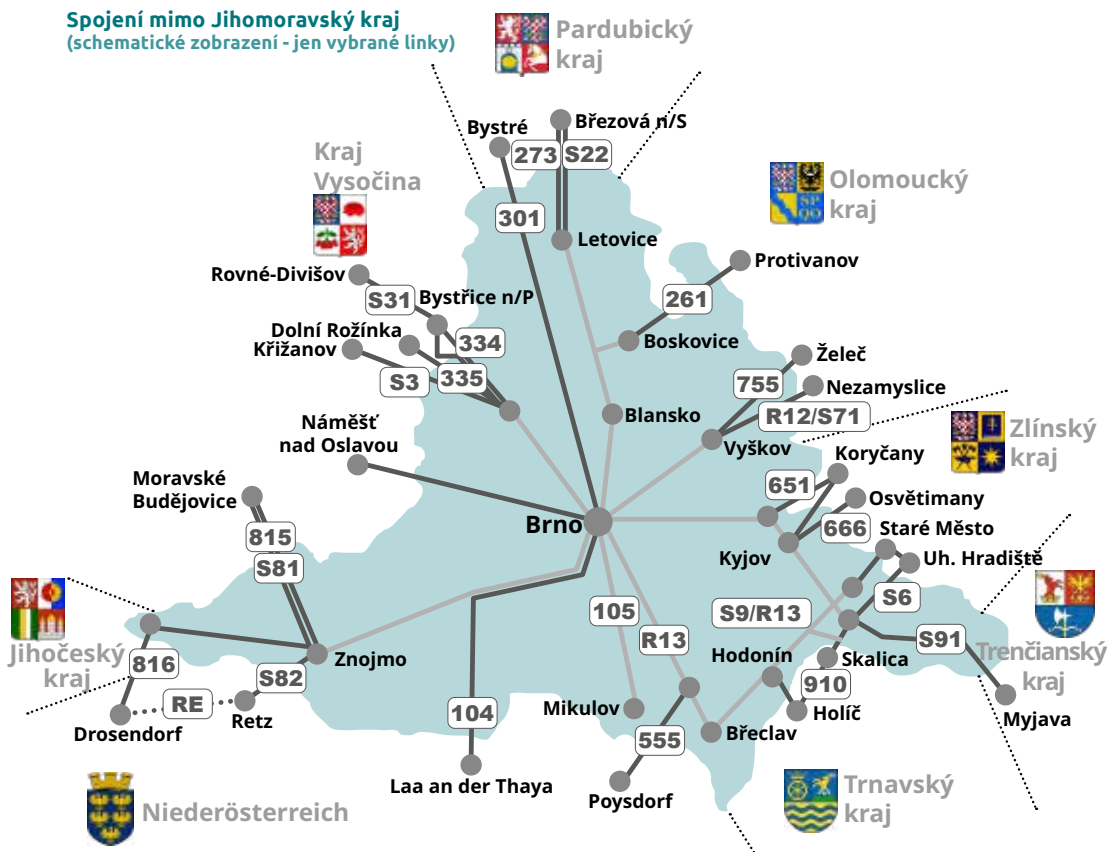 Spojení mimo Jihomoravský kraj
(schematické zobrazení - jen vybrané linky)
Pardubický
kraj
Bystré
Březová n/S
273
S22
Kraj
Vysočina
Olomoucký
kraj
301
Letovice
Rovné-Divišov
Protivanov
S31
Bystřice n/P
261
Dolní Rožínka
334
Boskovice
Křižanov
Želeč
S3
335
755
Nezamyslice
Náměšť
nad Oslavou
Blansko
R12/S71
Vyškov
Zlínský
kraj
Koryčany
Moravské
Budějovice
651
Osvětimany
666
Brno
Staré Město
815
Kyjov
Uh. Hradiště
S81
S6
105
S9/R13
R13
S91
Jihočeský
kraj
816
Znojmo
Hodonín
Skalica
Trenčianský
kraj
S82
910
RE
Retz
104
Mikulov
Holíč
Myjava
Drosendorf
555
Břeclav
Laa an der Thaya
Poysdorf
Trnavský
kraj
Niederösterreich